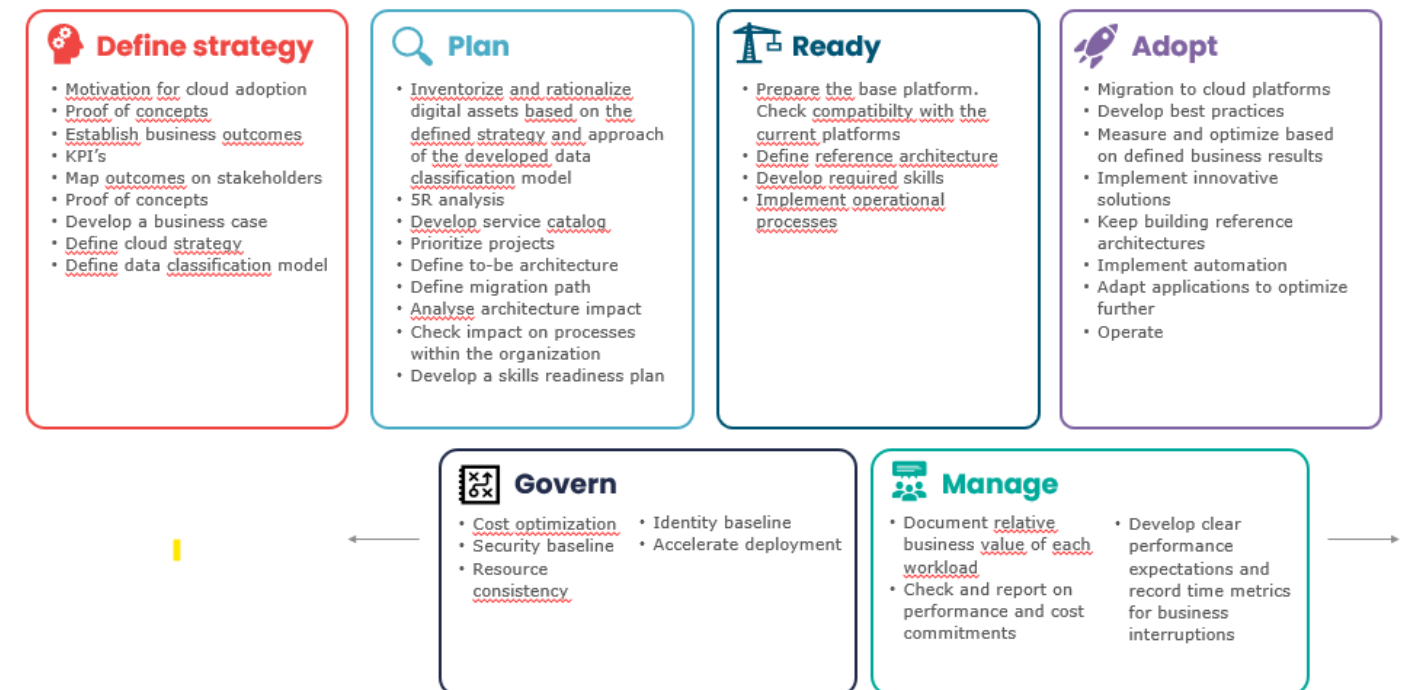 Define strategy
• Motivation for cloud adoption
• Proof of concepts
• Establish business outcomes
• KPI’s
• Map outcomes on stakeholders
• Proof of concepts
• Develop a business case
• Define cloud strategy
• Define data classification model
Plan
• Inventorize and rationalize
digital assets based on the
defined strategy and approach
of the developed data
classification model
• 5R analysis
• Develop service catalog
• Prioritize projects
• Define to-be architecture
• Define migration path
• Analyse architecture impact
• Check impact on processes
within the organization
• Develop a skills readiness plan
Ready
• Prepare the base platform.
Check compatibilty with the
current platforms
• Define reference architecture
• Develop required skills
• Implement operational
processes
Adopt
• Migration to cloud platforms
• Develop best practices
• Measure and optimize based
on defined business results
• Implement innovative
solutions
• Keep building reference
architectures
• Implement automation
• Adapt applications to optimize
further
• Operate
Govern
• Cost optimization
• Security baseline
• Resource
consistency
• Identity baseline
• Accelerate deployment
Manage
• Document relative
business value of each
workload
• Check and report on
performance and cost
commitments
• Develop clear
performance
expectations and
record time metrics
for business
interruptions